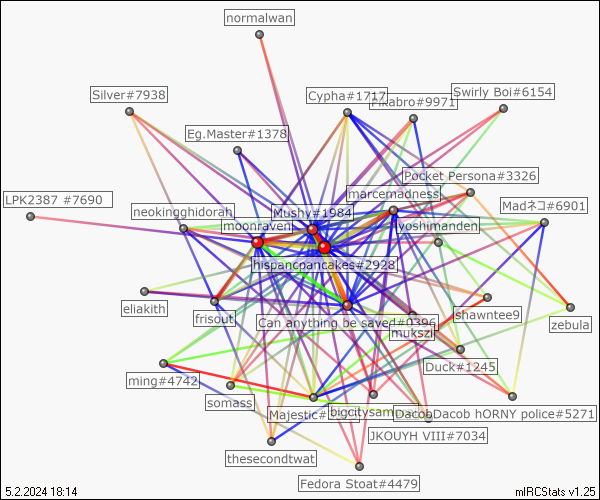 normalwan
Silver#7938
Cypha#1717
Pikabro#9971
Swirly Boi#6154
Eg.Master#1378
Pocket Persona#3326
marcemadness
LPK2387 #7690
neokingghidorah
Mushy#1984
Madネコ#6901
moonraven
lyoshimanden
hispancpancakes#2928
eliakith
frisout
Can anything be saved#0396
shawntee9
mukszil
zebula
Duck#1245
ming#4742
somass
Majestic#
bigcitysam
DacobDacob hORNY police#5271
JKOUYH VIII#7034
thesecondtwat
Fedora Stoat#4479
5.2.2024 18:14
mIRCStats v1.25